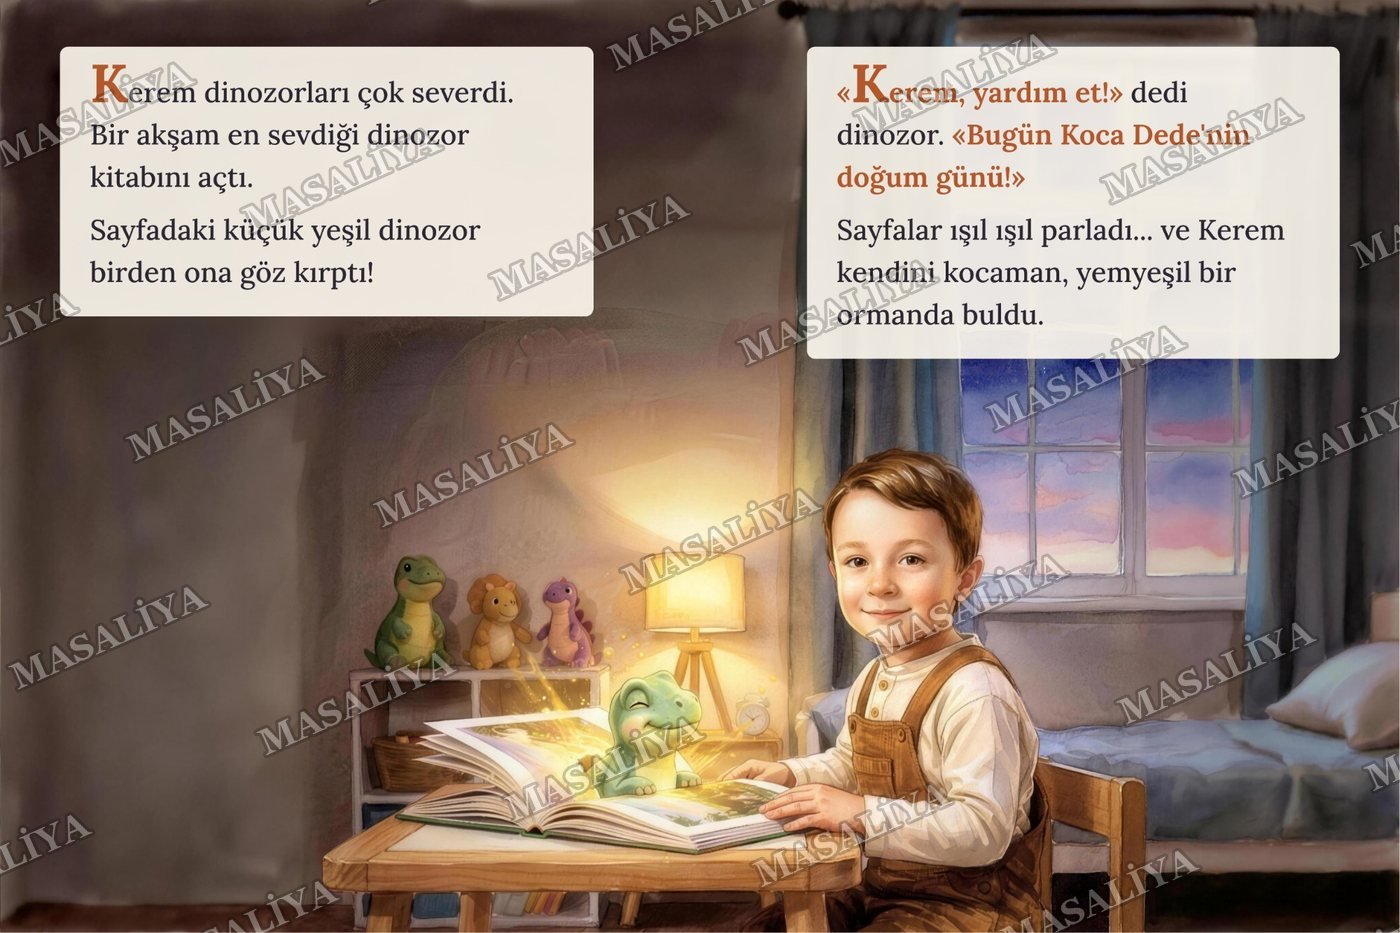 Kerem dinozorları çok severdi.
Bir akşam en sevdiği dinozor
kitabını açtı.
Sayfadaki küçük yeşil dinozor
birden ona göz kırptı!
«Kerem, yardım et!» dedi
dinozor. «Bugün Koca Dede'nin
doğum günü!»
Sayfalar ışıl ışıl parladı... ve Kerem
kendini kocaman, yemyeşil bir
ormanda buldu.
MASALİYA